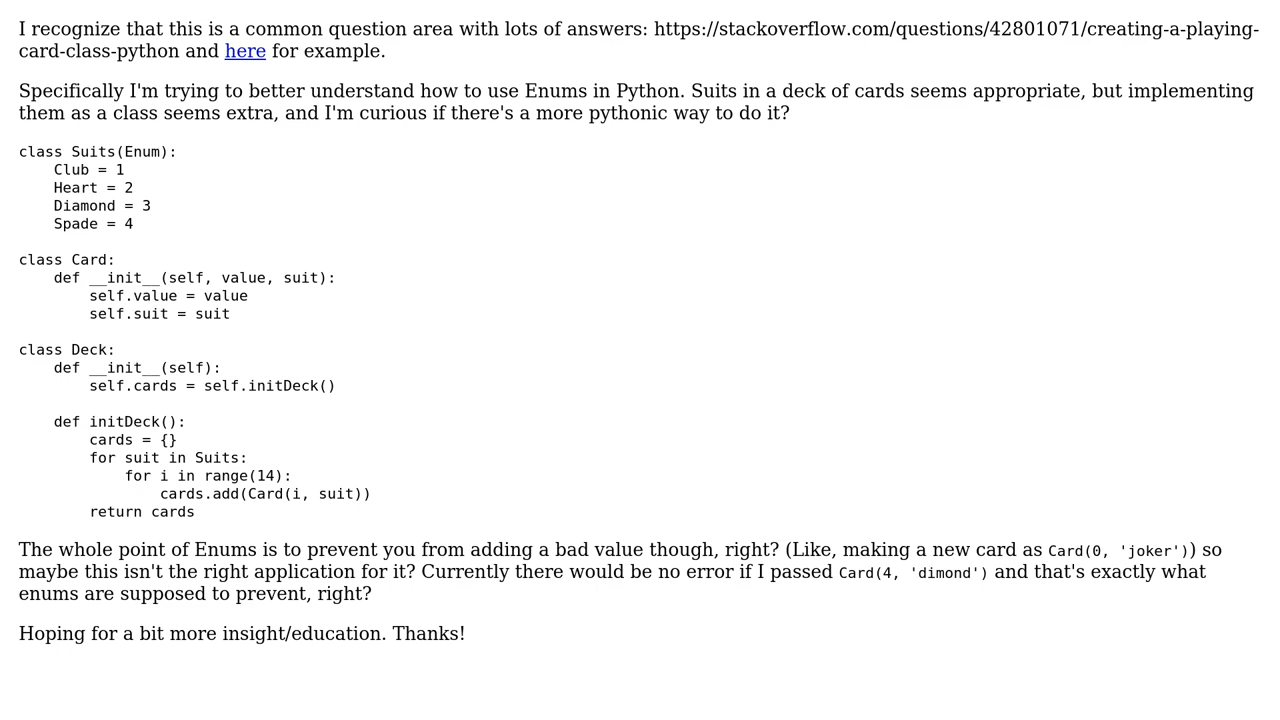 I recognize that this is a common question area with lots of answers: https://stackoverflow.com/questions/42801071/creating-a-playing-
card-class-python and here for example.
Specifically I'm trying to better understand how to use Enums in Python. Suits in a deck of cards seems appropriate, but implementing
them as a class seems extra, and I'm curious if there's a more pythonic way to do it?
class Suits(Enum):
    Club = 1
    Heart = 2
    Diamond = 3
    Spade = 4
class Card:
    def __init__(self, value, suit):
        self.value = value
        self.suit = suit
class Deck:
    def __init__(self):
        self.cards = self.initDeck()
    def initDeck():
        cards = {}
        for suit in Suits:
            for i in range(14):
                cards.add(Card(i, suit))
        return cards
The whole point of Enums is to prevent you from adding a bad value though, right? (Like, making a new card as Card(0, 'joker')) so
maybe this isn't the right application for it? Currently there would be no error if I passed Card(4, 'dimond') and that's exactly what
enums are supposed to prevent, right?
Hoping for a bit more insight/education. Thanks!